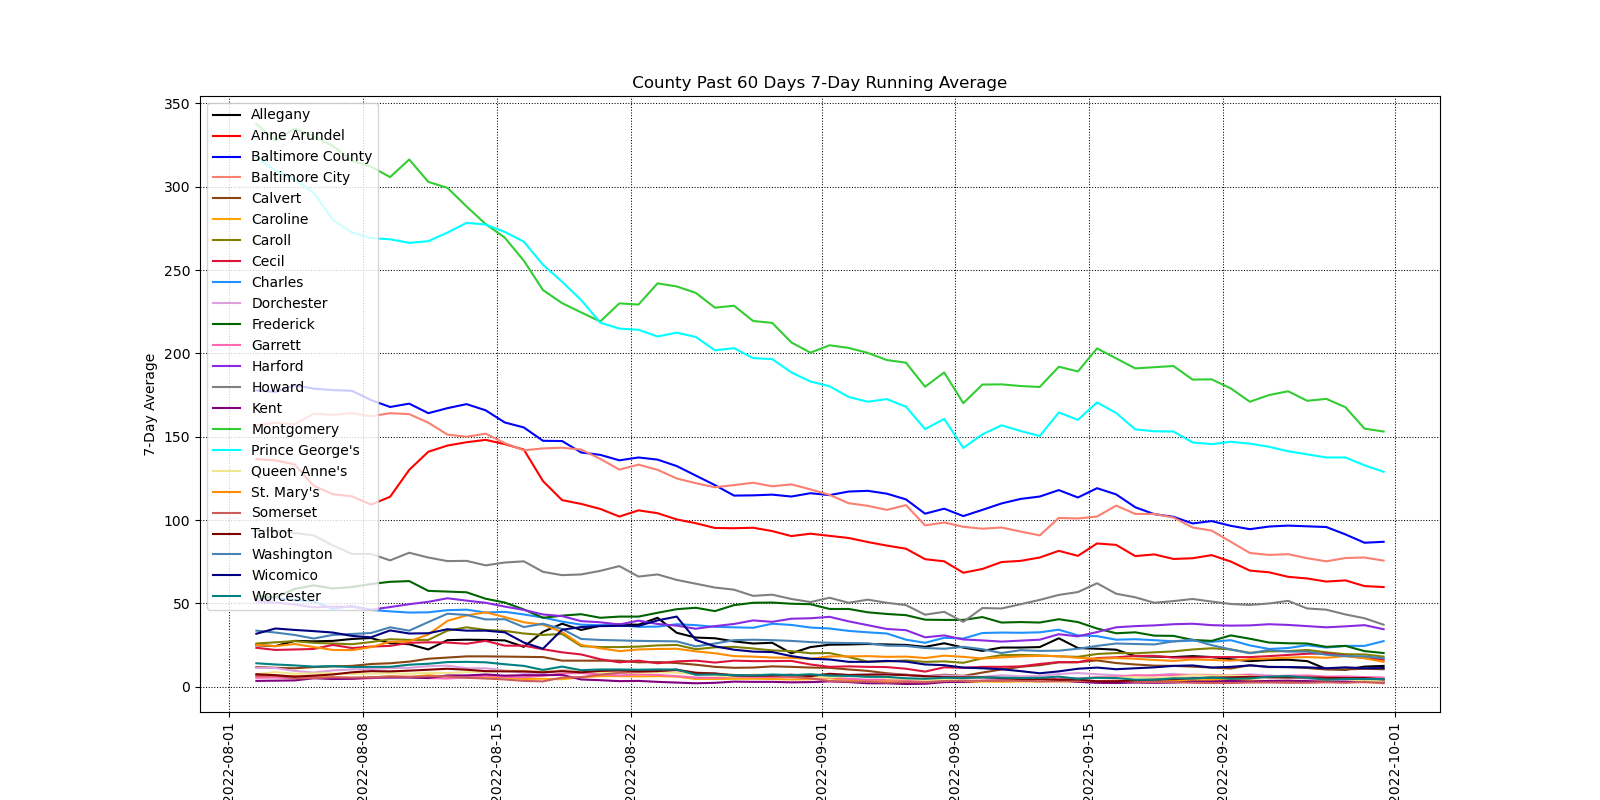 County Past 60 Days 7-Day Running Average
7-Day Average
350
300
250
200
150
100
50
0
Allegany
Anne Arundel
Baltimore County
Baltimore City
Calvert
Caroline
Caroll
Cecil
Charles
Dorchester
Frederick
Garrett
Harford
Howard
Kent
Montgomery
Prince George's
Queen Anne's
St. Mary's
Somerset
Talbot
Washington
Wicomico
Worcester
2022-08-01
2022-08-08
2022-08-15
2022-08-22
2022-09-01
2022-09-08
2022-09-15
2022-09-22
2022-10-01